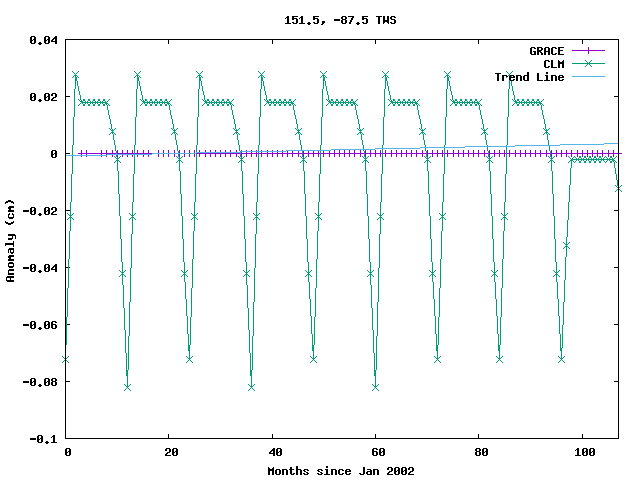 151.5, -87.5 TWS
GRACE
CLM
Trend Line
0.04
0.02
0
-0.02
-0.04
-0.06
-0.08
-0.1
Anomaly (cm)
0 20 40 60 80 100
Months since Jan 2002